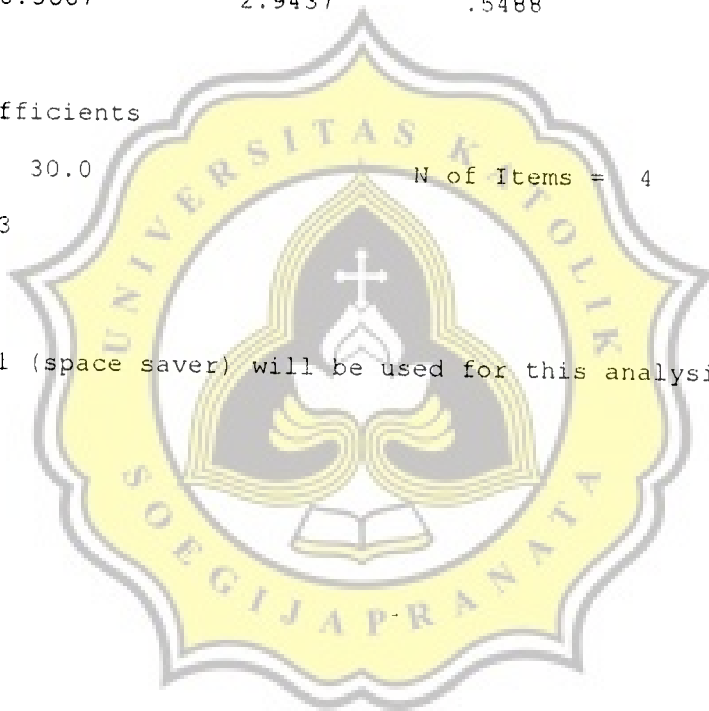 2.9437 .5488
fficients
30.0 N of Items = 4
3
l (space saver) will be used for this analysi
UNIVERSITAS KATOLIK
SOEGIJAPRANATA